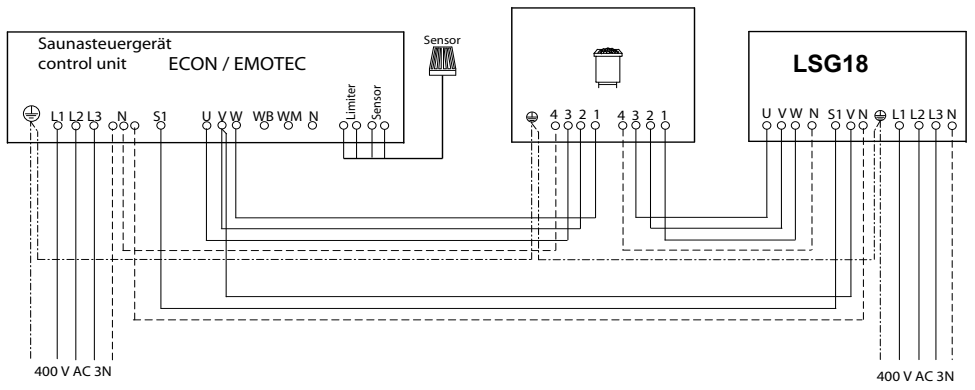 Saunasteuergerät
control unit ECON / EMOTEC
L1 L2 L3 N S1 U V W WB WM N Limiter Sensor
Sensor
4 3 2 1 4 3 2 1
LSG18
U V W N S1 V N L1 L2 L3 N
400 V AC 3N
400 V AC 3N